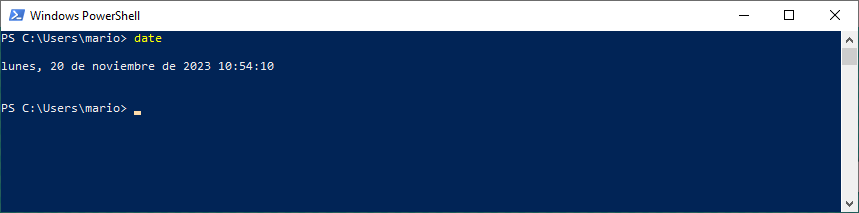 Windows PowerShell
PS C:\Users\mario> date
lunes, 20 de noviembre de 2023 10:54:10
PS C:\Users\mario>